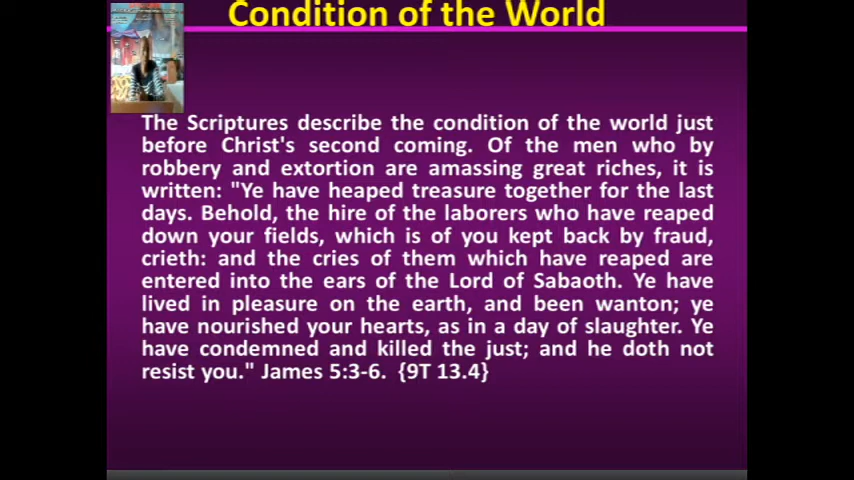 Condition of the World
The Scriptures describe the condition of the world just
before Christ's second coming. Of the men who by
robbery and extortion are amassing great riches, it is
written: "Ye have heaped treasure together for the last
days. Behold, the hire of the laborers who have reaped
down your fields, which is of you kept back by fraud,
crieth: and the cries of them which have reaped are
entered into the ears of the Lord of Sabaoth. Ye have
lived in pleasure on the earth, and been wanton; ye
have nourished your hearts, as in a day of slaughter. Ye
have condemned and killed the just; and he doth not
resist you." James 5:3-6. {9T 13.4}